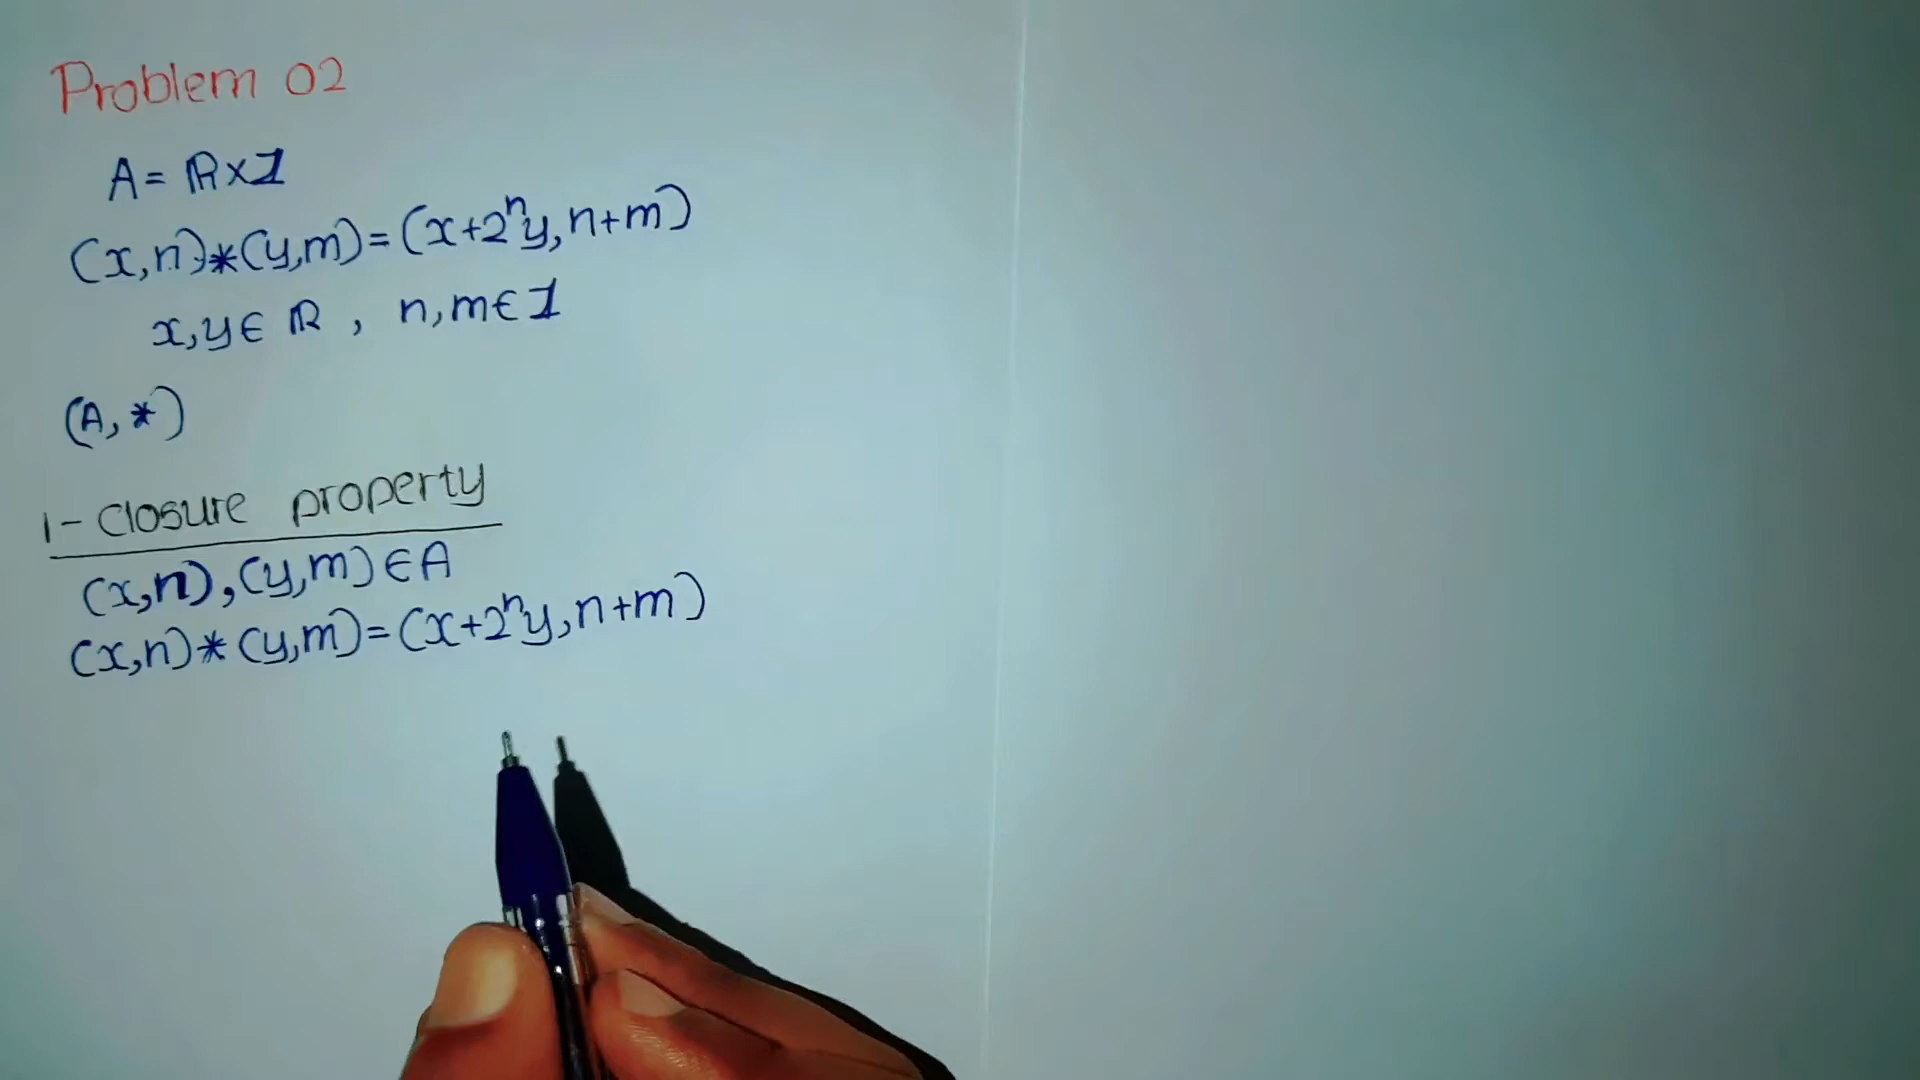 Problem 02
A = ℝ×ℤ
(x,n)*(y,m)=(x+2ⁿy,n+m)
x,y∈ ℝ , n,m∈ℤ
(A,*)
1- Closure property
(x,n),(y,m)∈A
(x,n)*(y,m)=(x+2ⁿy,n+m)